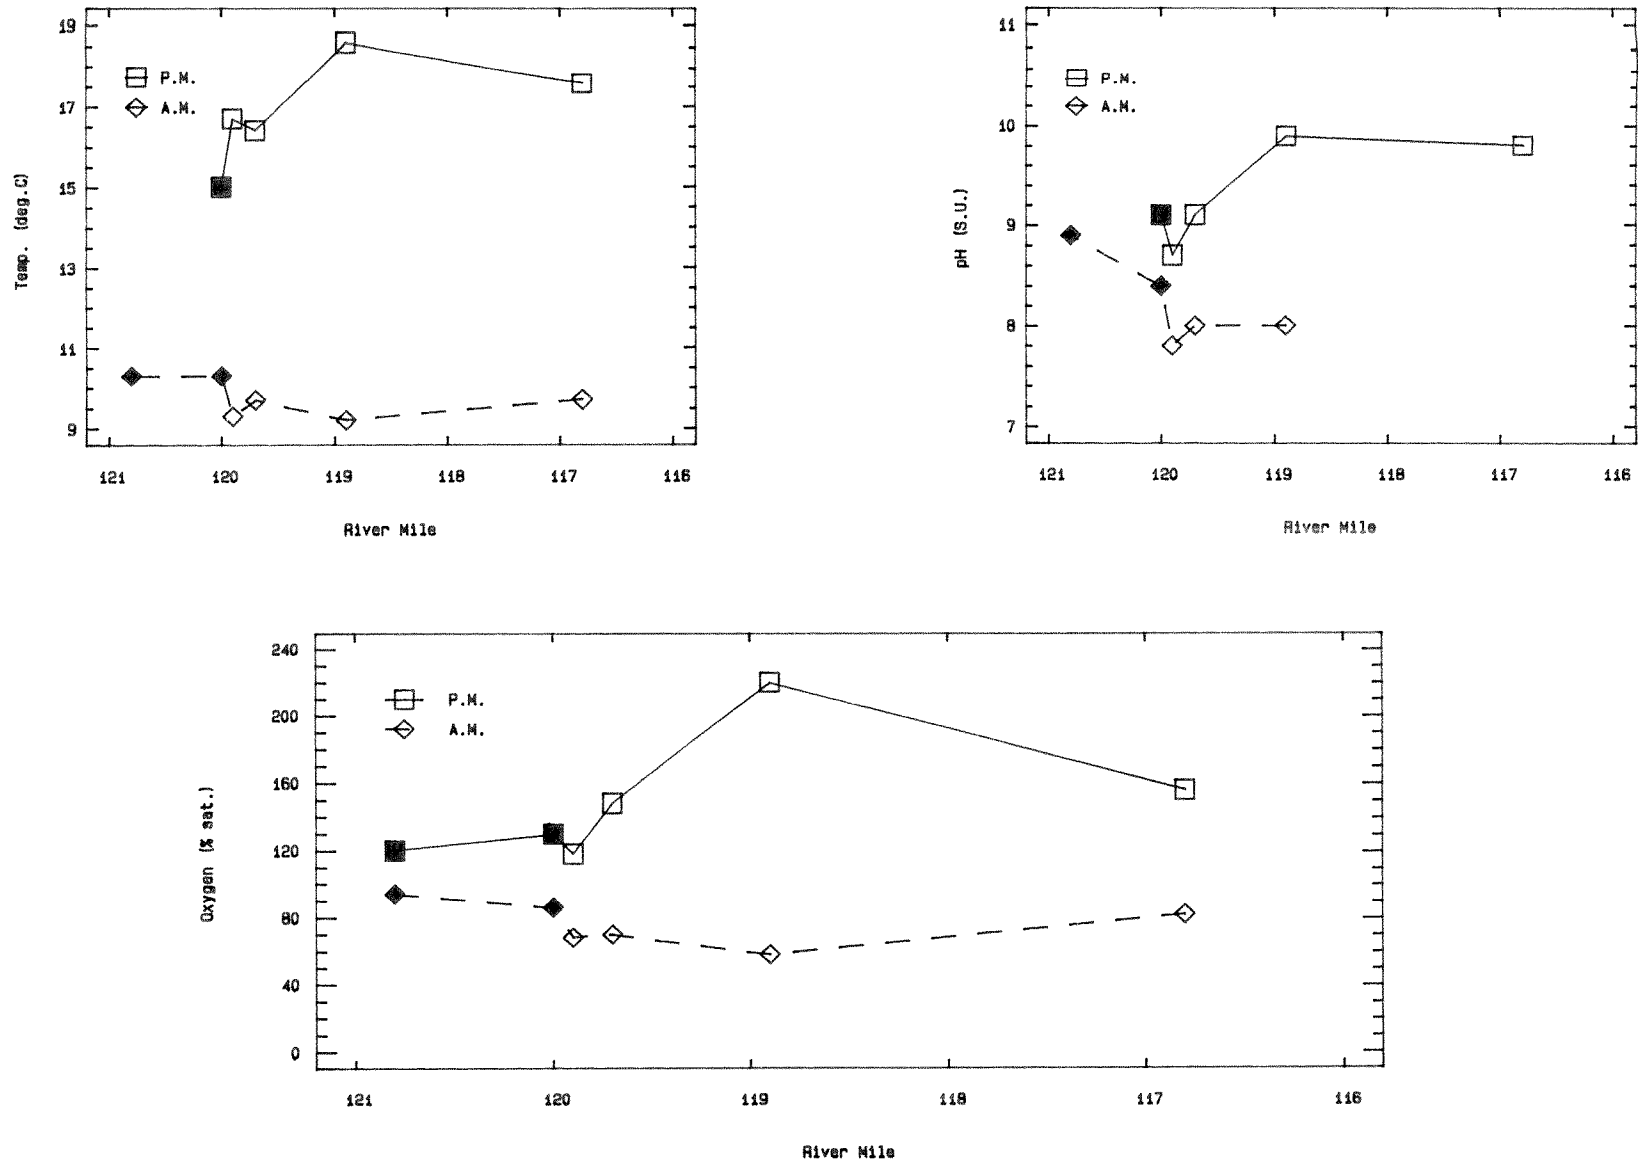 19
17
15
13
11
9
Temp. (deg.C)
P.M.
A.M.
121 120 119 118 117 116
River Mile
11
10
9
8
7
pH (S.U.)
P.M.
A.M.
121 120 119 118 117 116
River Mile
240
200
160
120
80
40
0
Oxygen (% sat.)
P.M.
A.M.
121 120 119 118 117 116
River Mile